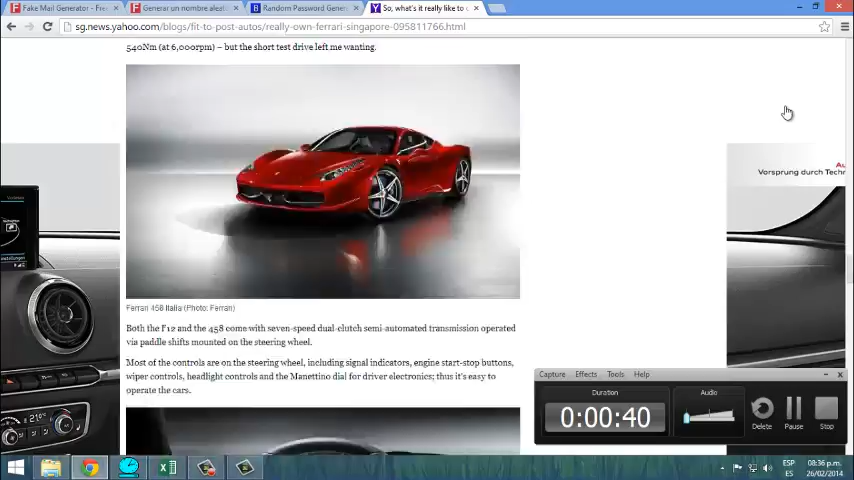 Fake Mail Generator - Fre
Generar un nombre aleat
Random Password Gener
So, what's it really like to
sg.news.yahoo.com/blogs/fit-to-post-autos/really-own-ferrari-singapore-095811766.html
540Nm (at 6,000rpm) – but the short test drive left me wanting.
Au
Vorsprung durch Techn
Ferrari 458 Italia (Photo: Ferrari)
Both the F12 and the 458 come with seven-speed dual-clutch semi-automated transmission operated
via paddle shifts mounted on the steering wheel.
Most of the controls are on the steering wheel, including signal indicators, engine start-stop buttons,
wiper controls, headlight controls and the Manettino dial for driver electronics; thus it's easy to
operate the cars.
Capture Effects Tools Help
Duration
Audio
0:00:40
Delete Pause Stop
ESP
ES
08:36 p.m.
26/02/2014